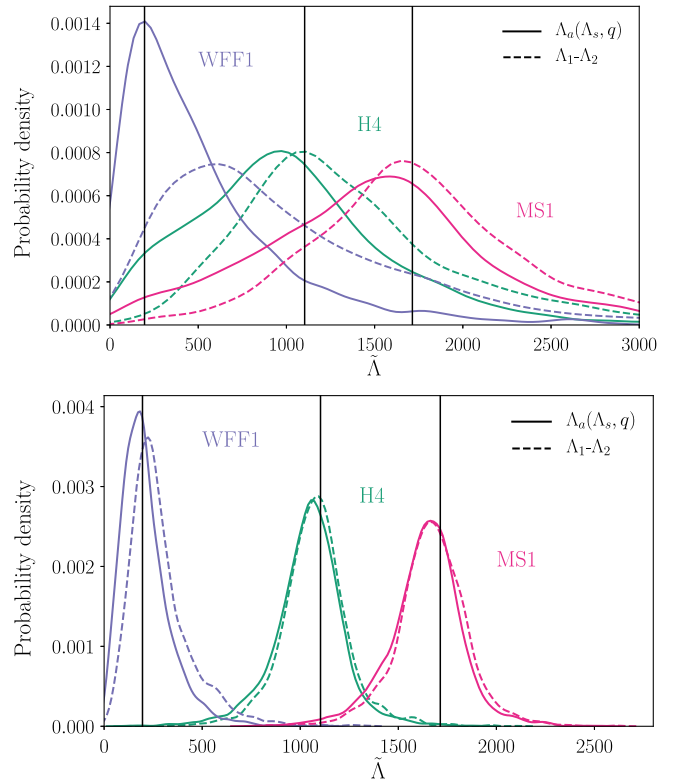 0.0014
0.0012
0.0010
0.0008
0.0006
0.0004
0.0002
0.0000
Probability density
WFF1
H4
MS1
Λₐ(Λₛ, q)
Λ₁-Λ₂
0 500 1000 1500 2000 2500 3000
Λ̃
0.004
0.003
0.002
0.001
0.000
Probability density
WFF1
H4
MS1
Λₐ(Λₛ, q)
Λ₁-Λ₂
0 500 1000 1500 2000 2500
Λ̃